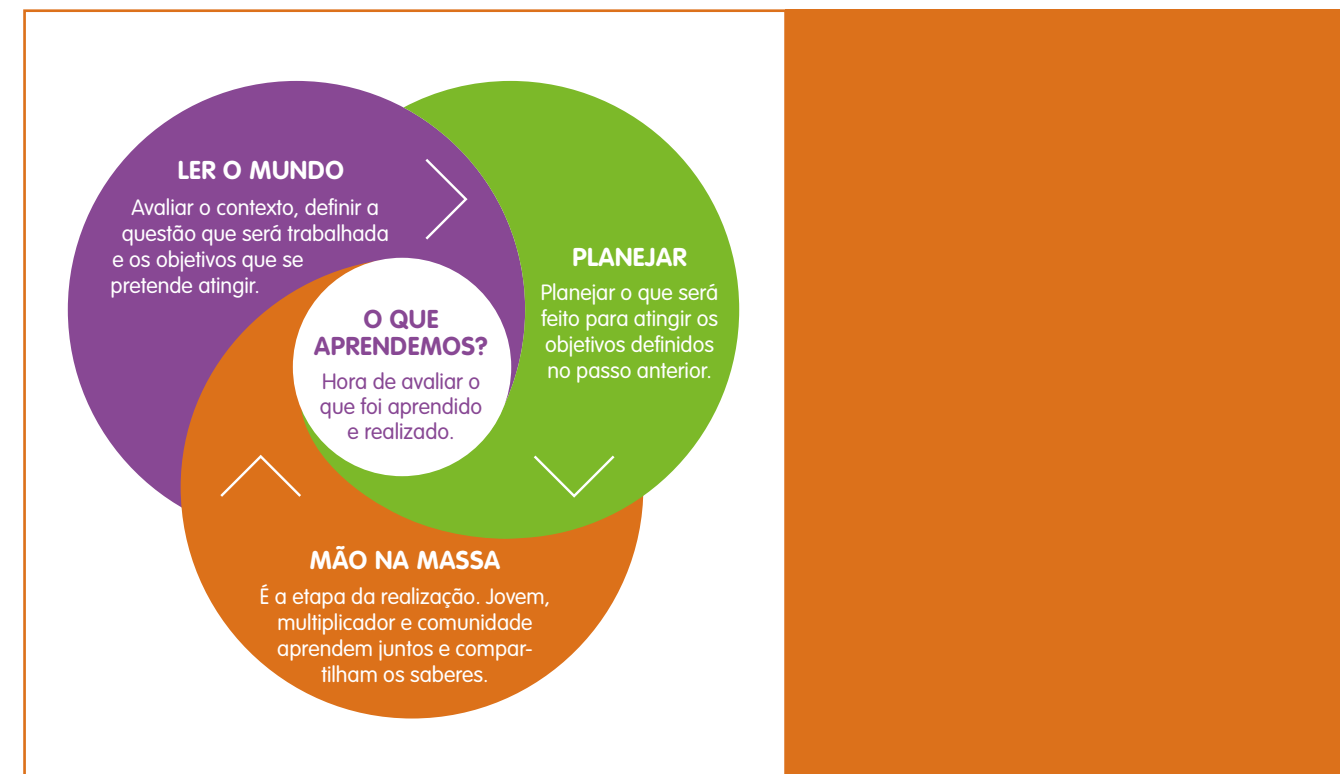 LER O MUNDO
Avaliar o contexto, definir a
questão que será trabalhada
e os objetivos que se
pretende atingir.
PLANEJAR
Planejar o que será
feito para atingir os
objetivos definidos
no passo anterior.
O QUE
APRENDEMOS?
Hora de avaliar o
que foi aprendido
e realizado.
MÃO NA MASSA
É a etapa da realização. Jovem,
multiplicador e comunidade
aprendem juntos e compar-
tilham os saberes.